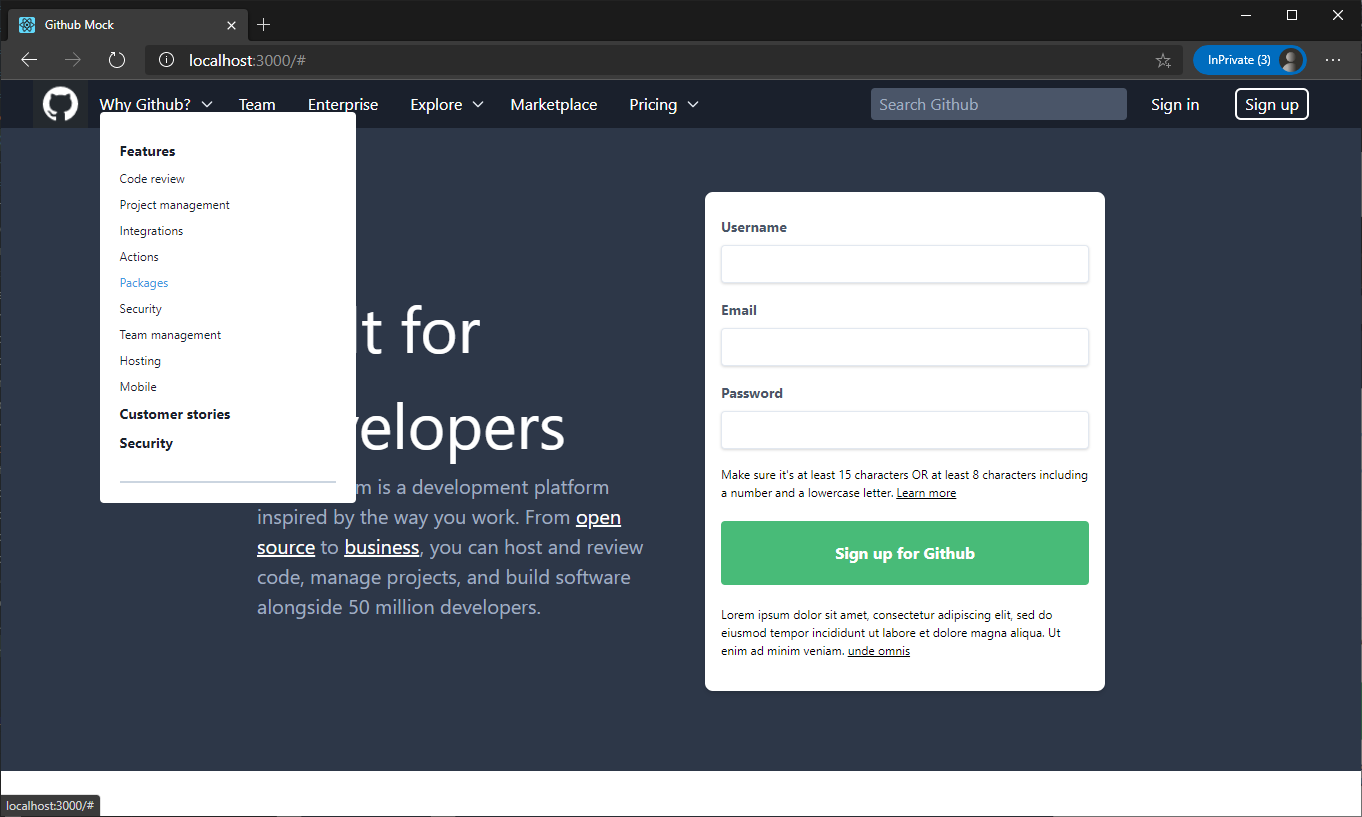 Github Mock
localhost:3000/#
InPrivate (3)
Why Github? Team Enterprise Explore Marketplace Pricing Search Github Sign in Sign up
Features
Code review
Project management
Integrations
Actions
Packages
Security
Team management
Hosting
Mobile
Customer stories
Security
t for
velopers
m is a development platform
inspired by the way you work. From open
source to business, you can host and review
code, manage projects, and build software
alongside 50 million developers.
Username
Email
Password
Make sure it's at least 15 characters OR at least 8 characters including
a number and a lowercase letter. Learn more
Sign up for Github
Lorem ipsum dolor sit amet, consectetur adipiscing elit, sed do
eiusmod tempor incididunt ut labore et dolore magna aliqua. Ut
enim ad minim veniam. unde omnis
localhost:3000/#